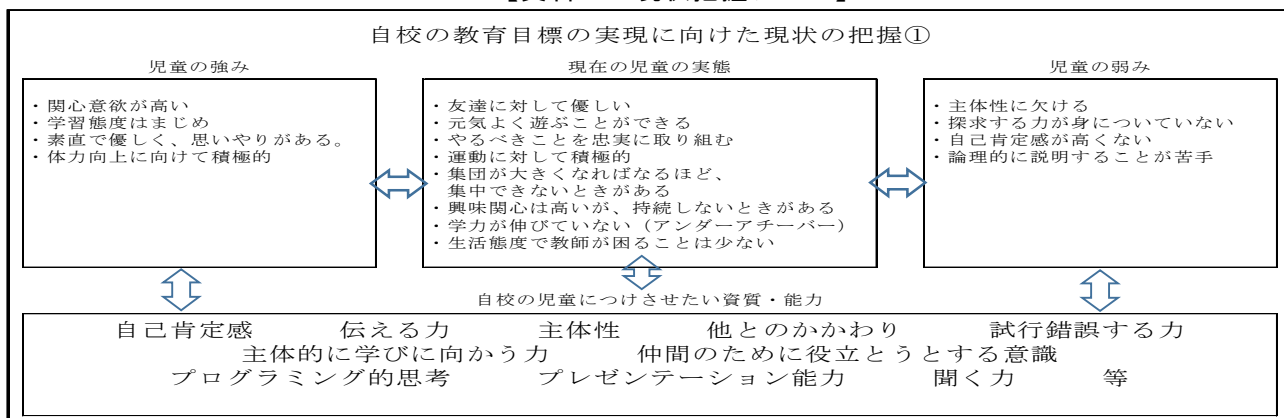 自校の教育目標の実現に向けた現状の把握①
児童の強み
・関心意欲が高い
・学習態度はまじめ
・素直で優しく、思いやりがある。
・体力向上に向けて積極的
現在の児童の実態
・友達に対して優しい
・元気よく遊ぶことができる
・やるべきことを忠実に取り組む
・運動に対して積極的
・集団が大きくなればなるほど、
集中できないときがある
・興味関心は高いが、持続しないときがある
・学力が伸びていない（アンダーアチーバー）
・生活態度で教師が困ることは少ない
児童の弱み
・主体性に欠ける
・探求する力が身についていない
・自己肯定感が高くない
・論理的に説明することが苦手
自校の児童につけさせたい資質・能力
自己肯定感　伝える力　主体性　他とのかかわり　試行錯誤する力
主体的に学びに向かう力　仲間のために役立とうとする意識
プログラミング的思考　プレゼンテーション能力　聞く力　等